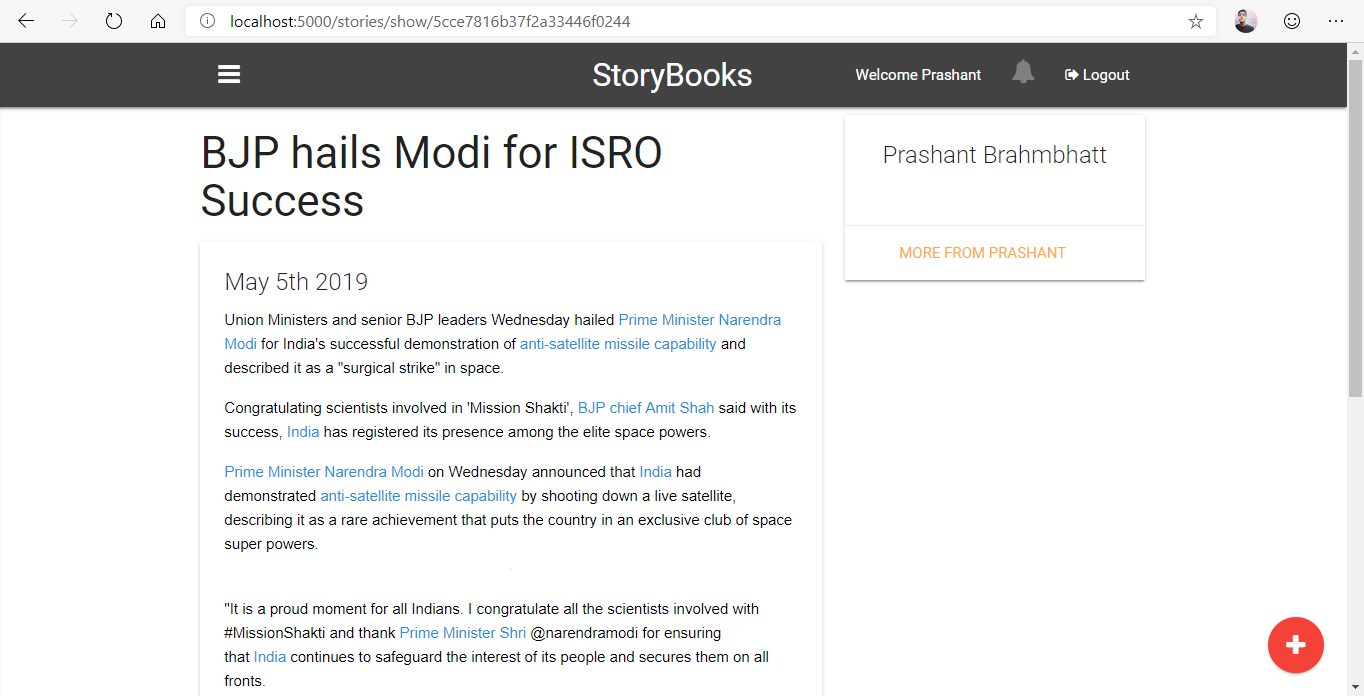 localhost:5000/stories/show/5cce7816b37f2a33446f0244
StoryBooks
Welcome Prashant
Logout
BJP hails Modi for ISRO
Success
Prashant Brahmbhatt
MORE FROM PRASHANT
May 5th 2019
Union Ministers and senior BJP leaders Wednesday hailed Prime Minister Narendra
Modi for India's successful demonstration of anti-satellite missile capability and
described it as a "surgical strike" in space.
Congratulating scientists involved in 'Mission Shakti', BJP chief Amit Shah said with its
success, India has registered its presence among the elite space powers.
Prime Minister Narendra Modi on Wednesday announced that India had
demonstrated anti-satellite missile capability by shooting down a live satellite,
describing it as a rare achievement that puts the country in an exclusive club of space
super powers.
"It is a proud moment for all Indians. I congratulate all the scientists involved with
#MissionShakti and thank Prime Minister Shri @narendramodi for ensuring
that India continues to safeguard the interest of its people and secures them on all
fronts.